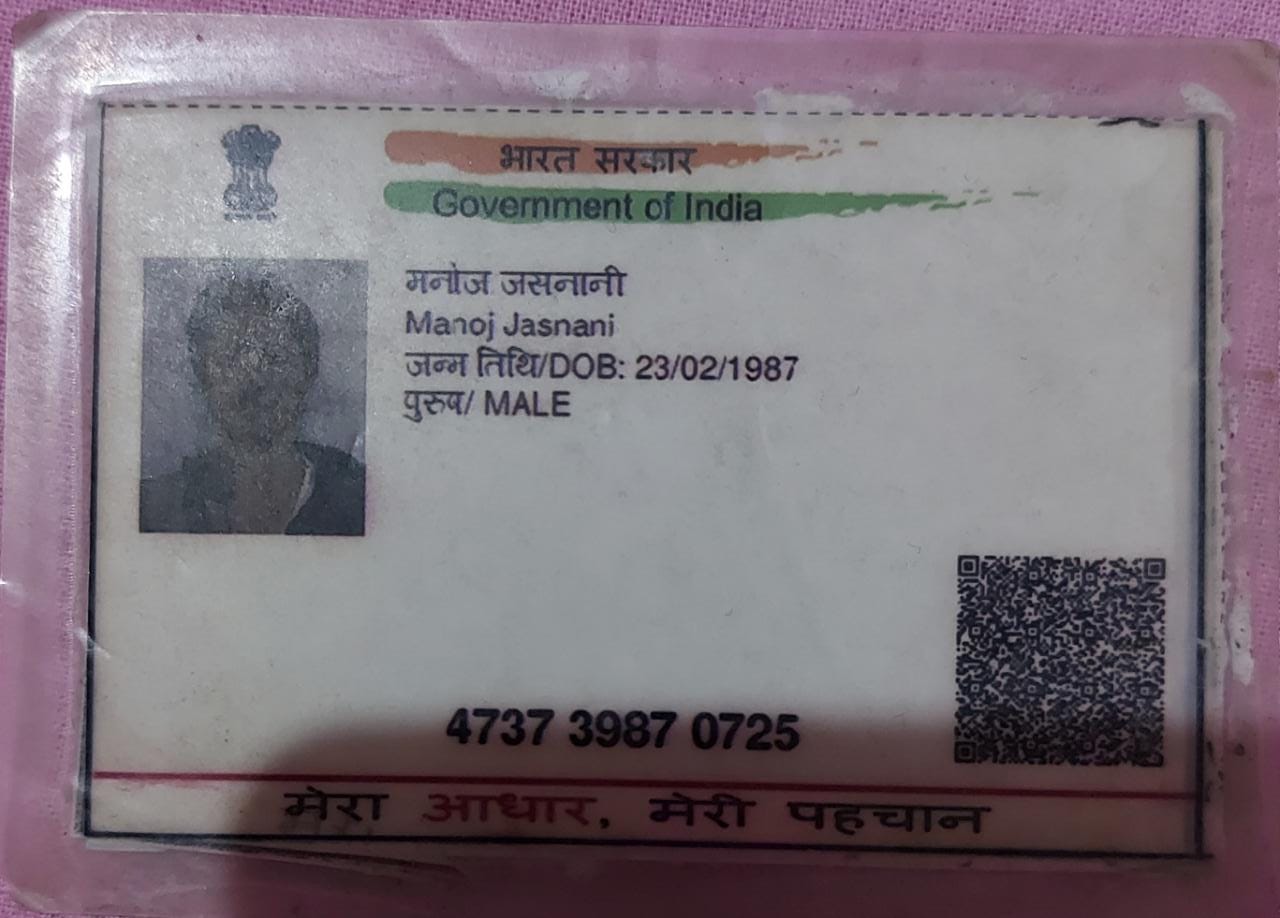 भारत सरकार
Government of India
मनोज जसनानी
Manoj Jasnani
जन्म तिथि/DOB: 23/02/1987
पुरुष/ MALE
4737 3987 0725
मेरा आधार, मेरी पहचान